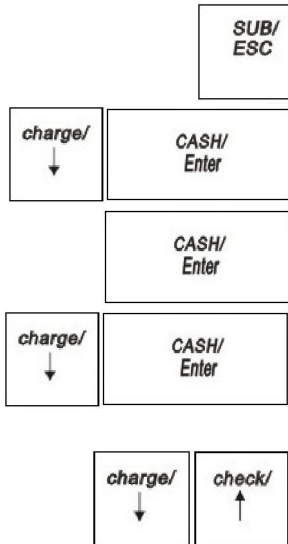 SUB/
ESC
charge/
↓
CASH/
Enter
CASH/
Enter
charge/
↓
CASH/
Enter
charge/
↓
check/
↑